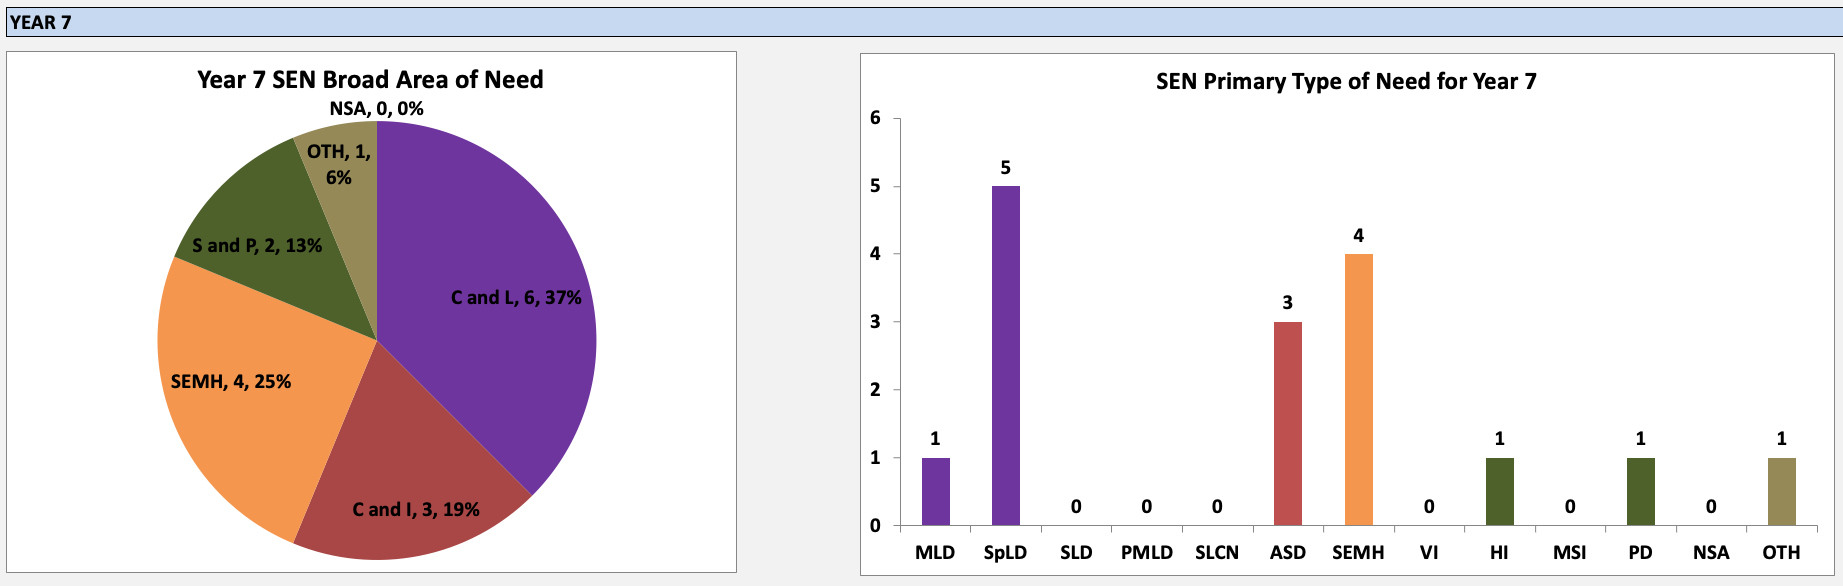 YEAR 7
Year 7 SEN Broad Area of Need
NSA, 0, 0%
OTH, 1,
6%
S and P, 2, 13%
C and L, 6, 37%
SEMH, 4, 25%
C and I, 3, 19%
SEN Primary Type of Need for Year 7
6
5
4
3
2
1
0
1
5
0
0
0
3
4
0
1
0
1
0
1
MLD
SpLD
SLD
PMLD
SLCN
ASD
SEMH
VI
HI
MSI
PD
NSA
OTH